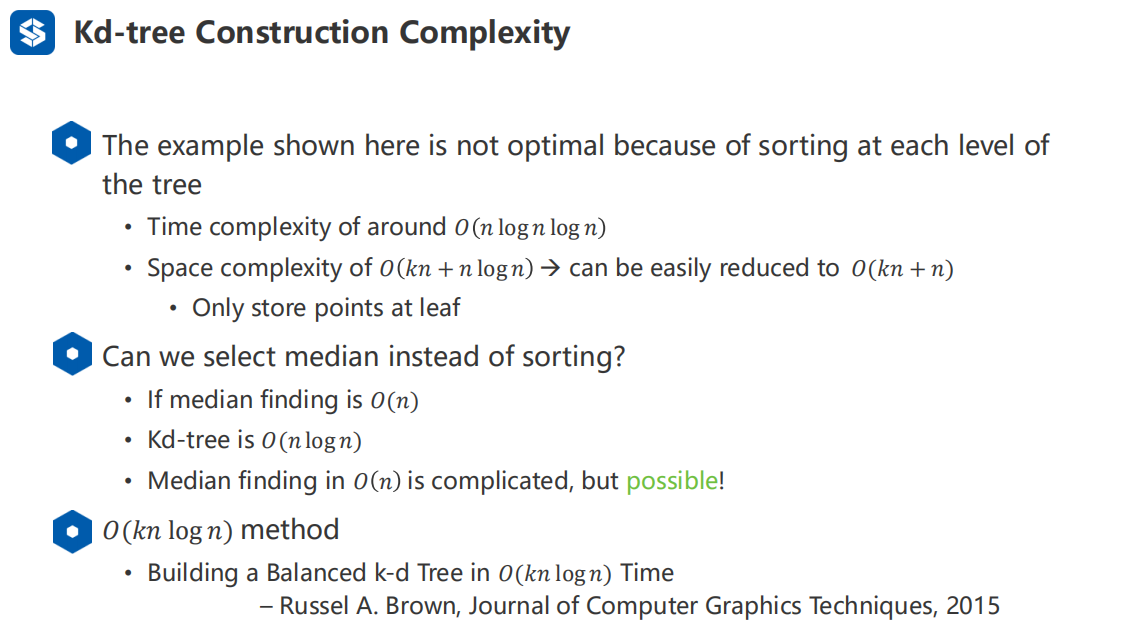 Kd-tree Construction Complexity
The example shown here is not optimal because of sorting at each level of
the tree
• Time complexity of around O(n log n log n)
• Space complexity of O(kn + n log n) → can be easily reduced to O(kn + n)
• Only store points at leaf
Can we select median instead of sorting?
• If median finding is O(n)
• Kd-tree is O(n log n)
• Median finding in O(n) is complicated, but possible!
O(kn log n) method
• Building a Balanced k-d Tree in O(kn log n) Time
– Russel A. Brown, Journal of Computer Graphics Techniques, 2015